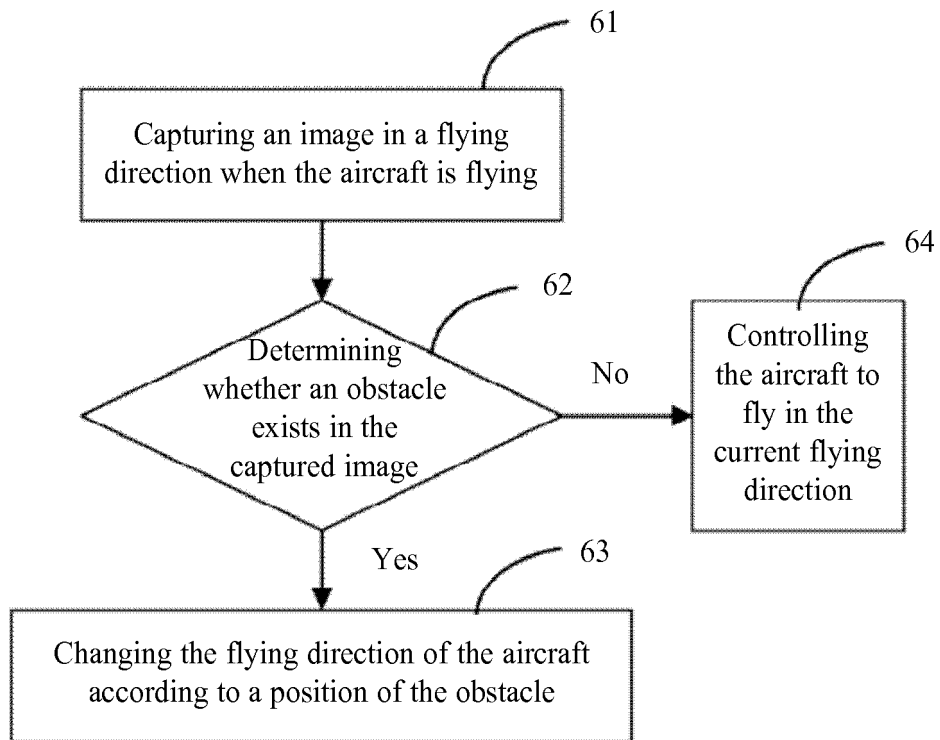 61
Capturing an image in a flying
direction when the aircraft is flying
62
Determining
whether an obstacle
exists in the
captured image
No
64
Controlling
the aircraft to
fly in the
current flying
direction
Yes
63
Changing the flying direction of the aircraft
according to a position of the obstacle